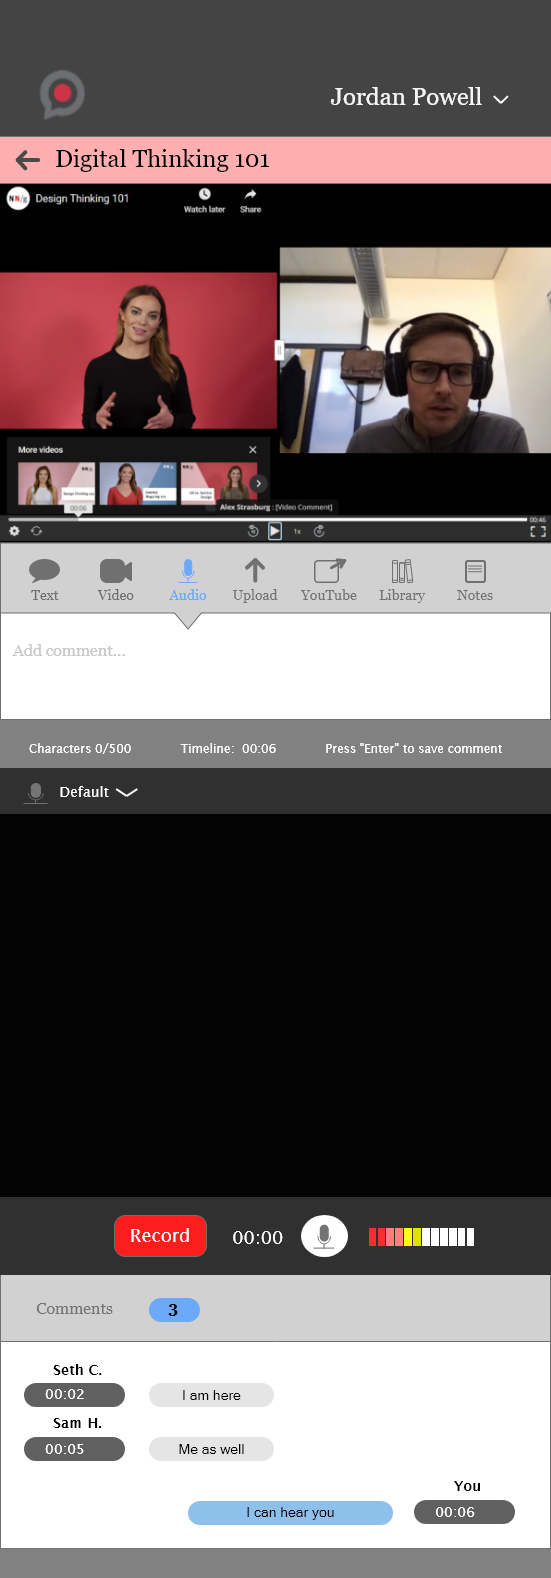 Jordan Powell
Digital Thinking 101
NN/g Design Thinking 101
Watch later Share
More videos
Alex Strasburg : [Video Comment]
00:06
00:46
1x
Text Video Audio Upload YouTube Library Notes
Add comment...
Characters 0/500 Timeline: 00:06 Press "Enter" to save comment
Default
Record 00:00
Comments 3
Seth C.
00:02 I am here
Sam H.
00:05 Me as well
You
I can hear you 00:06